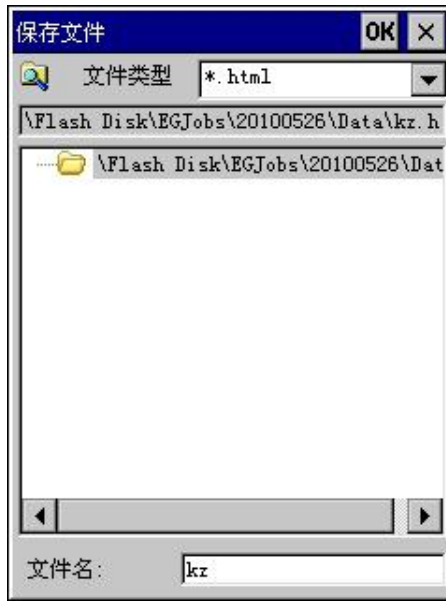 保存文件 OK ×
文件类型 *.html
\Flash Disk\EGJobs\20100526\Data\kz.h
\Flash Disk\EGJobs\20100526\Dat
文件名: kz